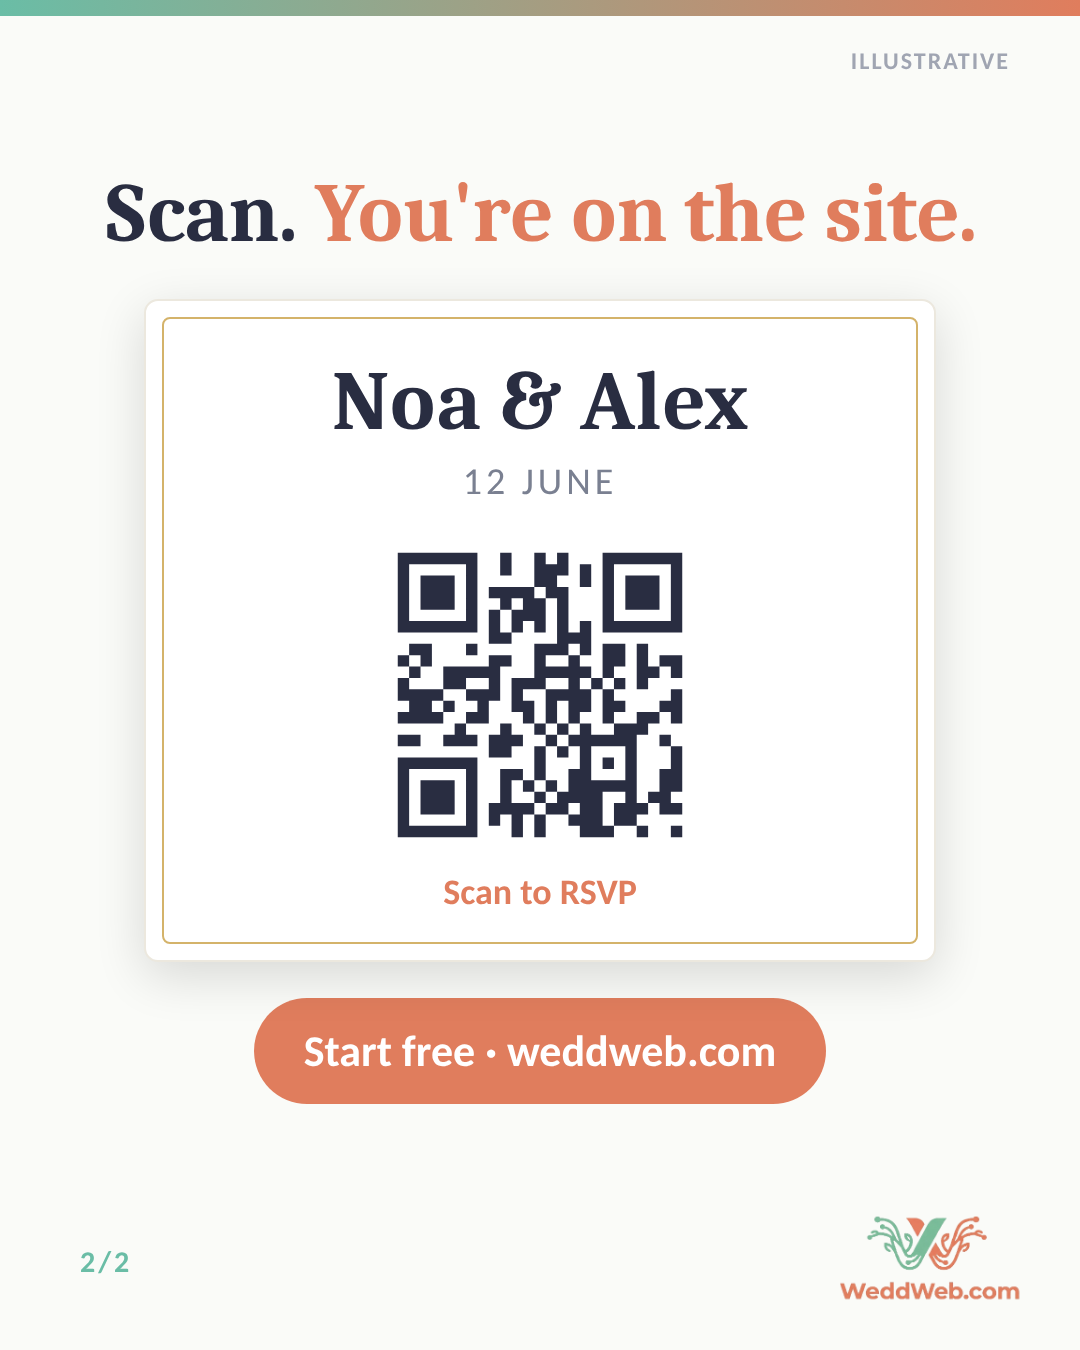 ILLUSTRATIVE
Scan. You're on the site.
Noa & Alex
12 JUNE
Scan to RSVP
Start free · weddweb.com
2/2
WeddWeb.com